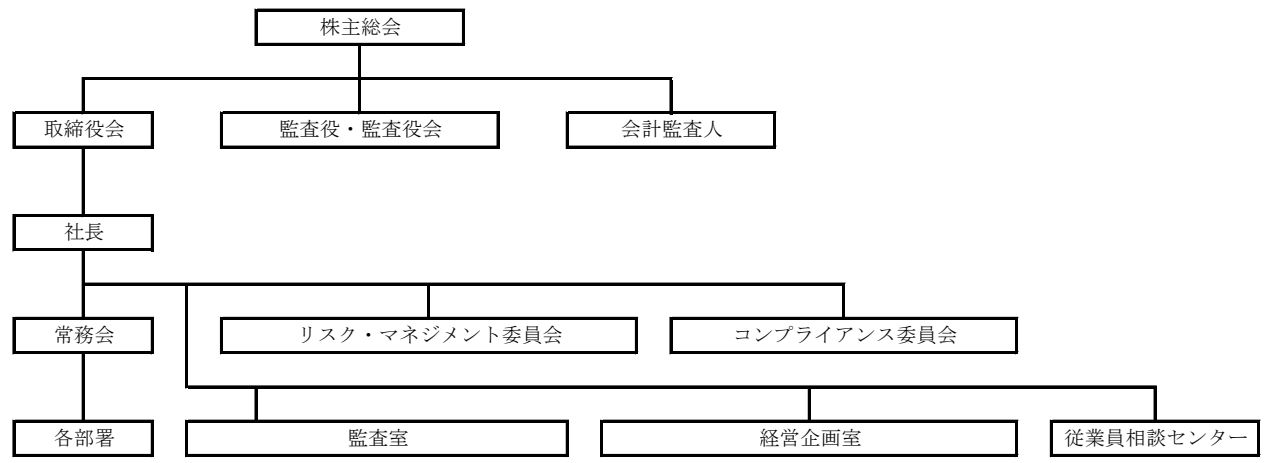 株主総会
取締役会
監査役・監査役会
会計監査人
社長
常務会
リスク・マネジメント委員会
コンプライアンス委員会
各部署
監査室
経営企画室
従業員相談センター